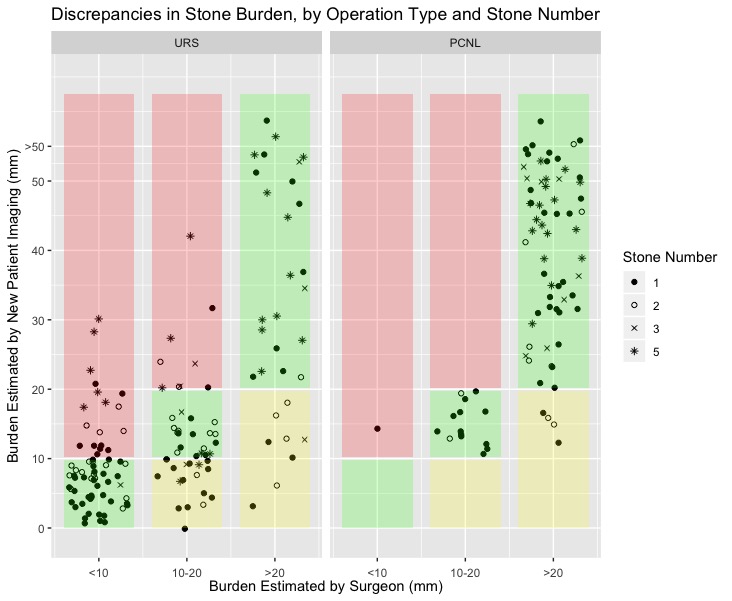 Discrepancies in Stone Burden, by Operation Type and Stone Number
URS
PCNL
Burden Estimated by New Patient Imaging (mm)
>50
50
40
30
20
10
0
<10
10-20
>20
<10
10-20
>20
Burden Estimated by Surgeon (mm)
Stone Number
1
2
3
5